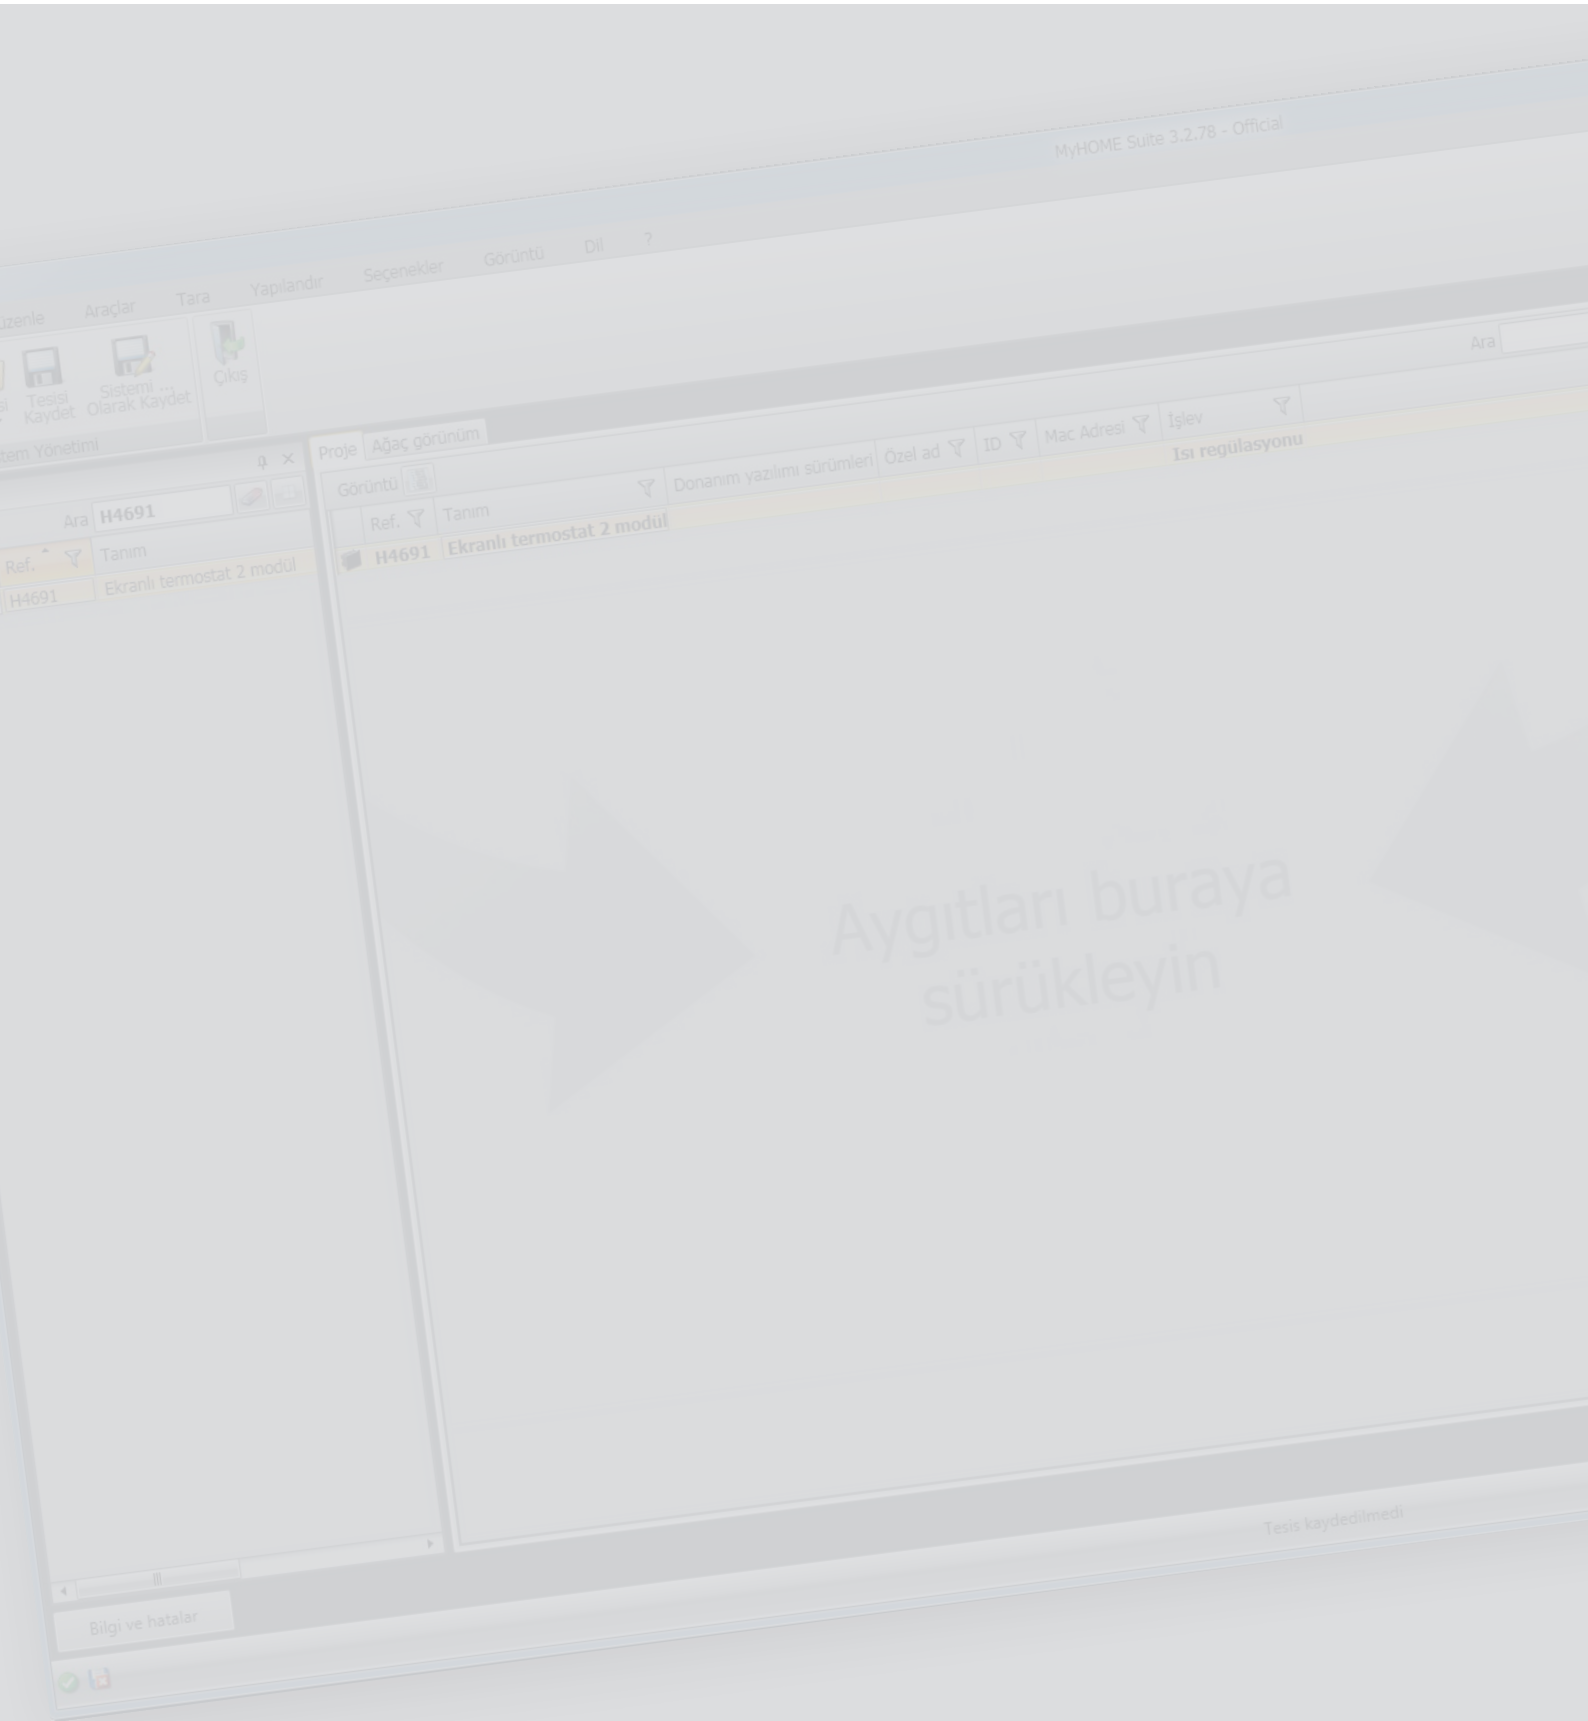 MyHOME Suite 3.2.78 - Official
Araçlar Tara Yapılandır Seçenekler Görüntü Dil ?
Tesisi Kaydet
Sistemi ... Olarak Kaydet
Çıkış
Yönetimi
Ara H4691
Ref. Tanım
H4691 Ekranlı termostat 2 modül
Proje Ağaç görünüm
Ara
Görüntü
Ref. Tanım Donanım yazılımı sürümleri Özel ad ID Mac Adresi İşlev
H4691 Ekranlı termostat 2 modül Isı regülasyonu
Aygıtları buraya
sürükleyin
Tesis kaydedilmedi
Bilgi ve hatalar